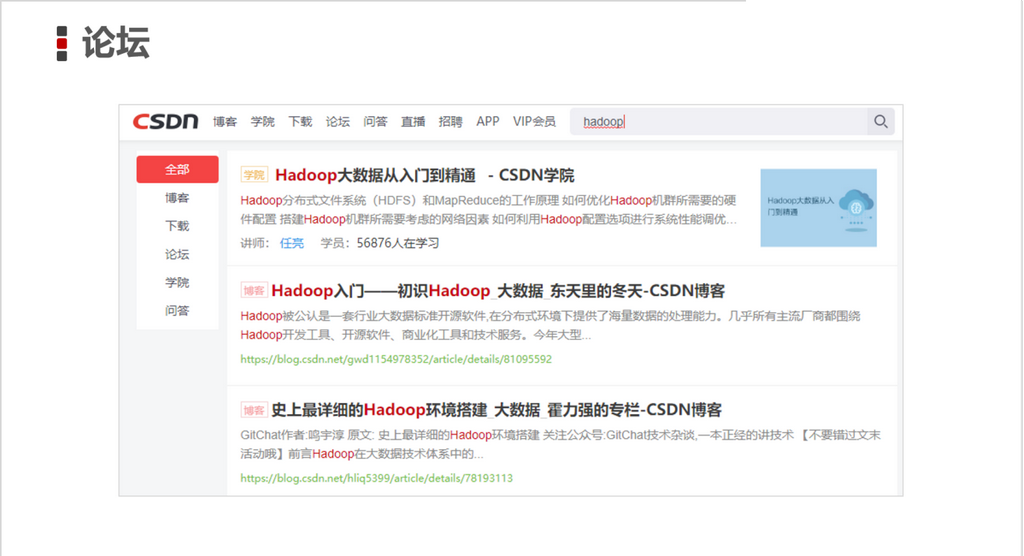 论坛
CSDN 博客 学院 下载 论坛 问答 直播 招聘 APP VIP会员 hadoop
全部
博客
下载
论坛
学院
问答
学院 Hadoop大数据从入门到精通 - CSDN学院
Hadoop分布式文件系统（HDFS）和MapReduce的工作原理 如何优化Hadoop机群所需要的硬
件配置 搭建Hadoop机群所需要考虑的网络因素 如何利用Hadoop配置选项进行系统性能调优...
讲师： 任亮 学员：56876人在学习
Hadoop大数据从入
门到精通
博客 Hadoop入门——初识Hadoop_大数据_东天里的冬天-CSDN博客
Hadoop被公认是一套行业大数据标准开源软件,在分布式环境下提供了海量数据的处理能力。几乎所有主流厂商都围绕
Hadoop开发工具、开源软件、商业化工具和技术服务。今年大型...
https://blog.csdn.net/gwd1154978352/article/details/81095592
博客 史上最详细的Hadoop环境搭建_大数据_霍力强的专栏-CSDN博客
GitChat作者:鸣宇淳 原文: 史上最详细的Hadoop环境搭建 关注公众号:GitChat技术杂谈,一本正经的讲技术 【不要错过文末
活动哦】前言Hadoop在大数据技术体系中的...
https://blog.csdn.net/hliq5399/article/details/78193113